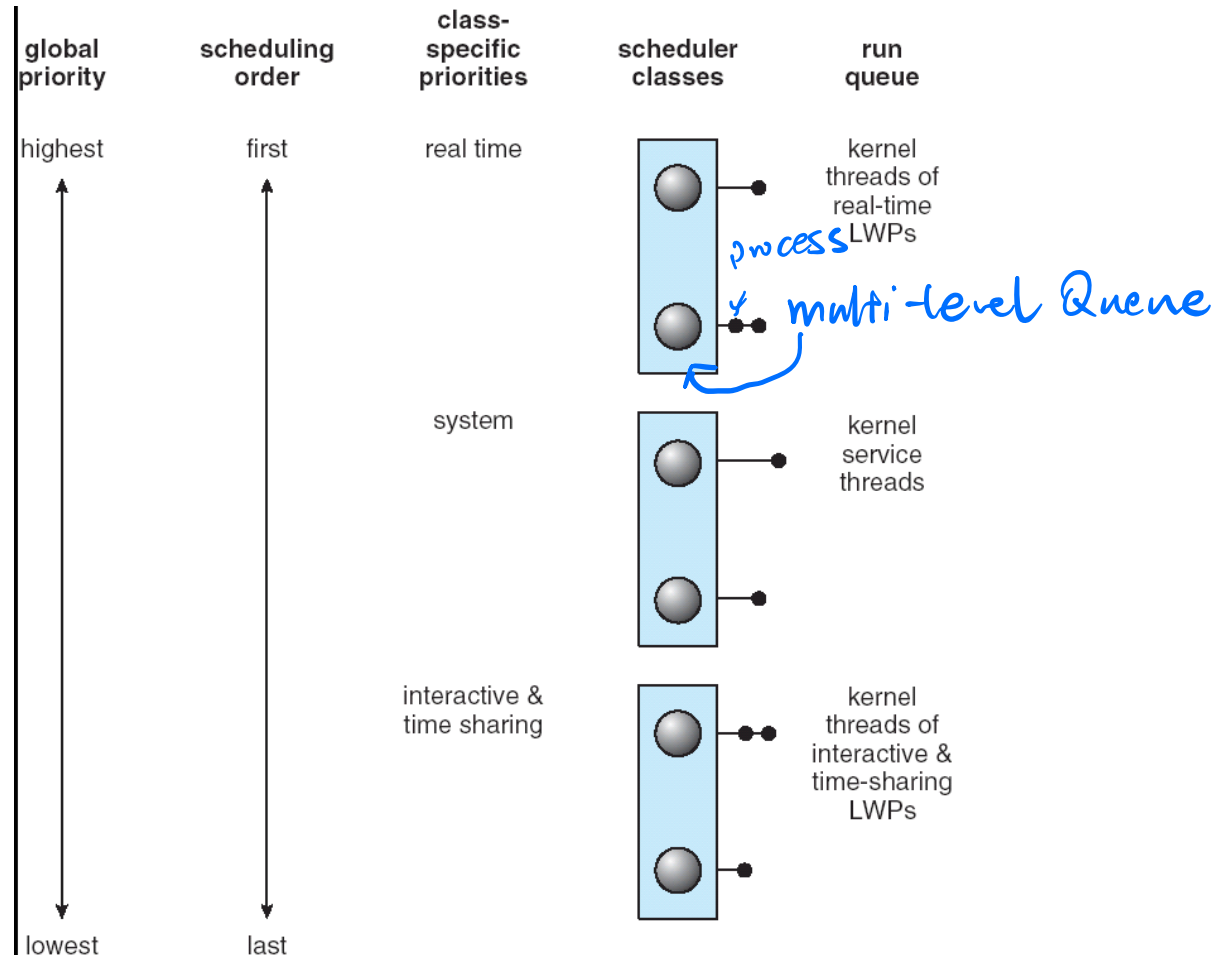 global
priority
scheduling
order
class-
specific
priorities
scheduler
classes
run
queue
highest
first
real time
kernel
threads of
real-time
LWPs
process
multi-level Queue
system
kernel
service
threads
interactive &
time sharing
kernel
threads of
interactive &
time-sharing
LWPs
lowest
last